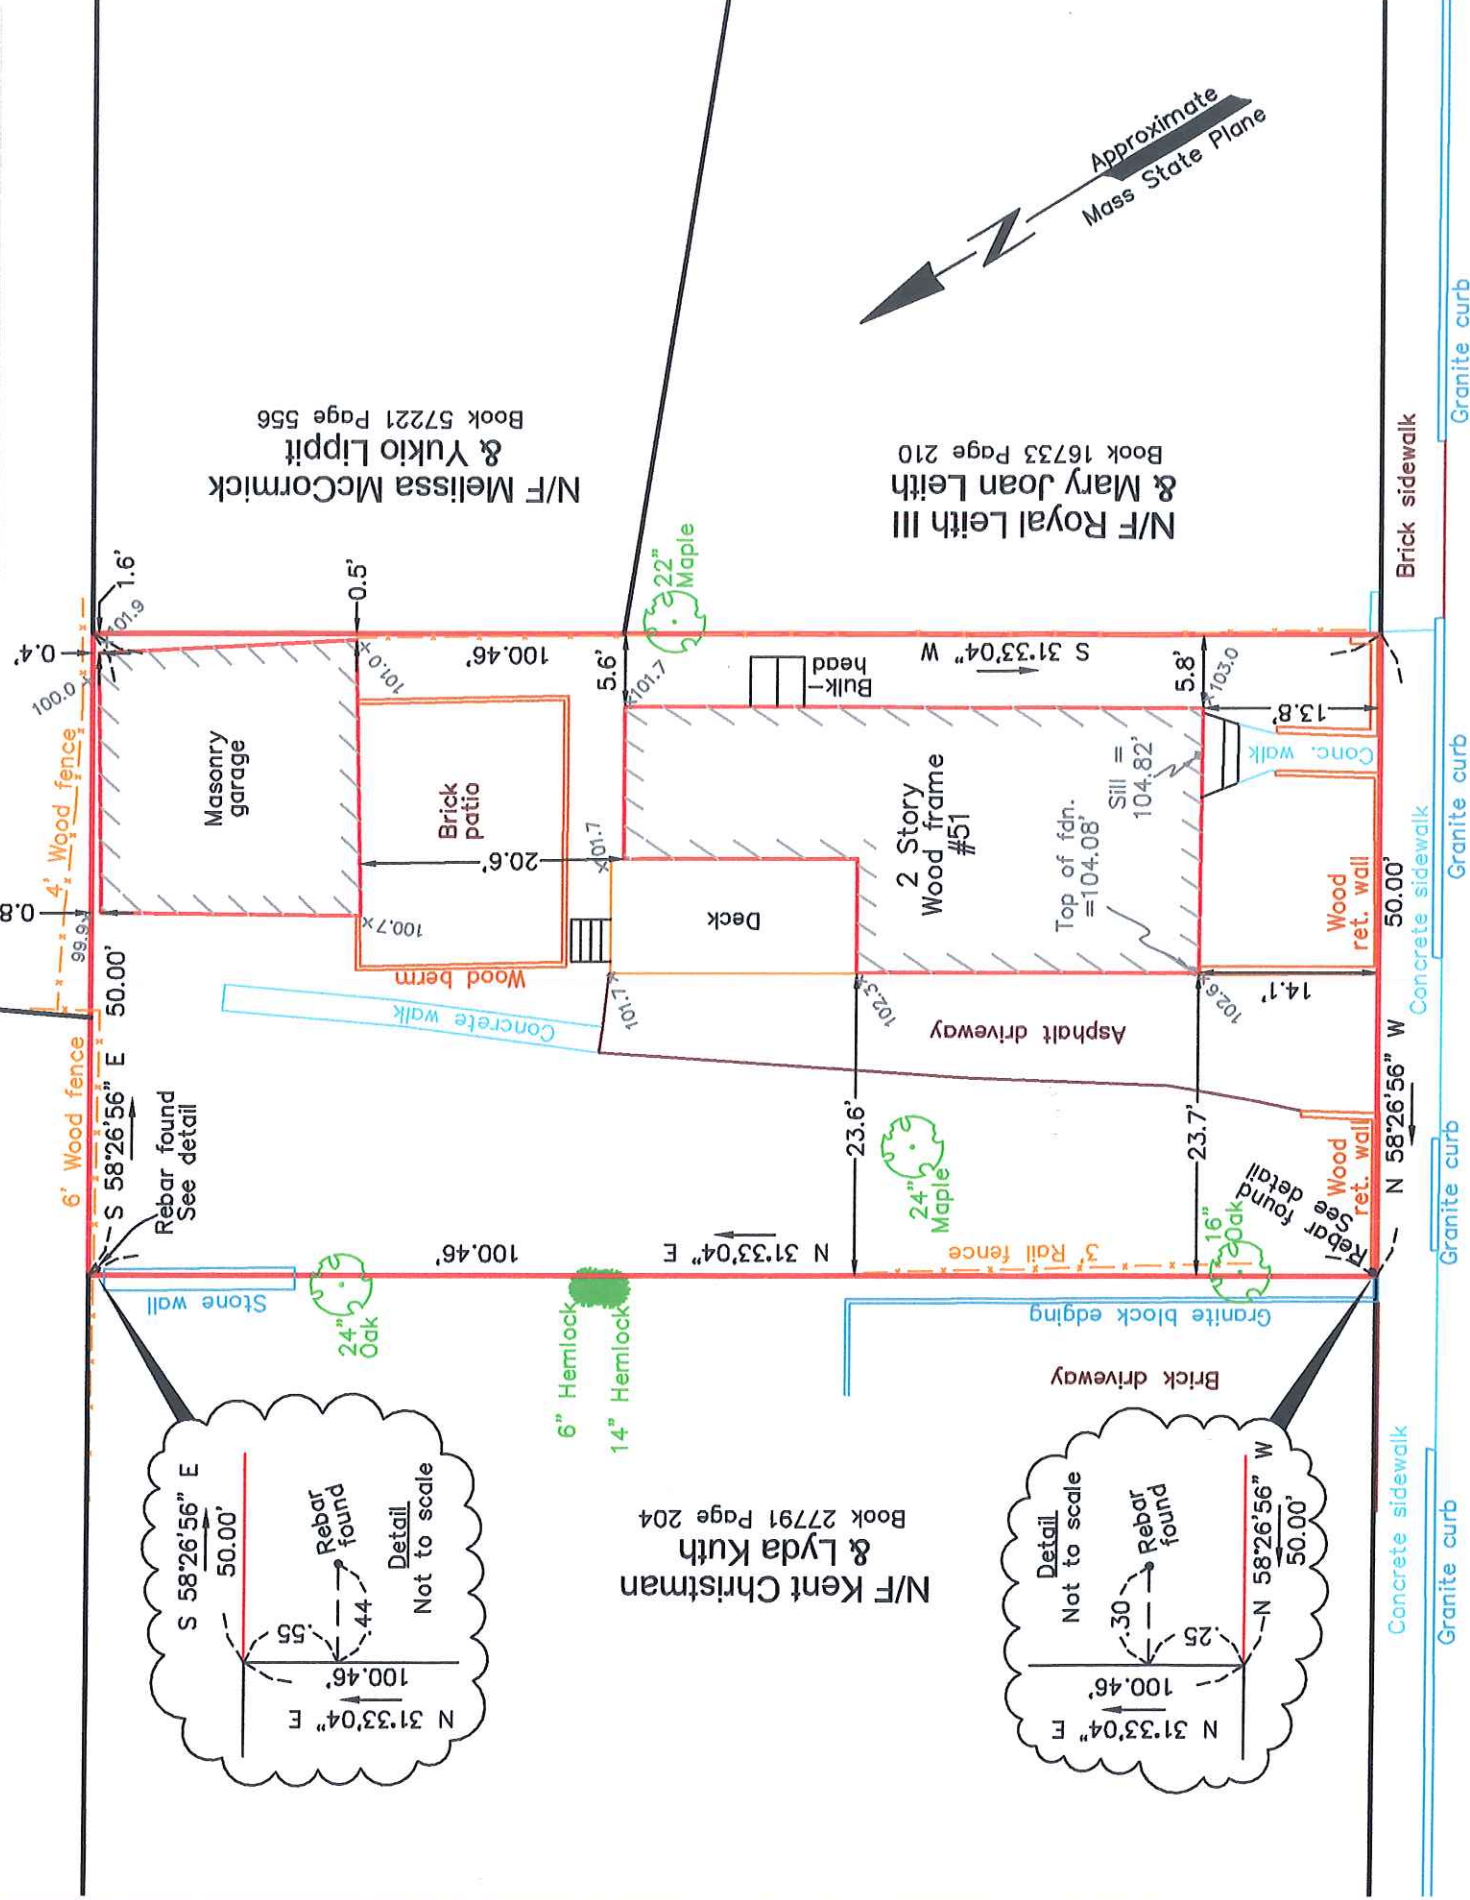 Approximate
Mass State Plane
N
N/F Melissa McCormick
& Yukio Lippit
Book 57221 Page 556
N/F Royal Leith III
& Mary Joan Leith
Book 16733 Page 210
N/F Kent Christman
& Lyda Kuth
Book 27791 Page 204
6' Wood fence
4' Wood fence
0.8
0.4'
1.6'
99.9
100.0
101.9
S 58°26'56" E 50.00'
Rebar found
See detail
Masonry
garage
0.5'
101.0
100.7
Brick
patio
20.6'
Wood berm
Concrete walk
100.46'
S 31°33'04" W
5.6'
101.7
101.7
101.7
22"
Maple
Bulk-
head
Deck
2 Story
Wood frame
#51
Top of fdn.
=104.08'
Sill =
104.82'
5.8'
103.0
13.8'
Conc. walk
102.3
102.6
14.1'
Asphalt driveway
23.6'
23.7'
24"
Maple
16"
Oak
24"
Oak
6" Hemlock
14" Hemlock
Stone wall
100.46'
N 31°33'04" E
3' Rail fence
Granite block edging
Brick driveway
Rebar found
See detail
Wood
ret. wall
Wood
ret. wall
N 58°26'56" W
50.00'
Brick sidewalk
Concrete sidewalk
Concrete sidewalk
Granite curb
Granite curb
Granite curb
Granite curb
S 58°26'56" E
50.00'
.55
.44
Rebar
found
Detail
Not to scale
100.46'
N 31°33'04" E
Detail
Not to scale
.30
Rebar
found
.25
N 58°26'56" W
50.00'
100.46'
N 31°33'04" E